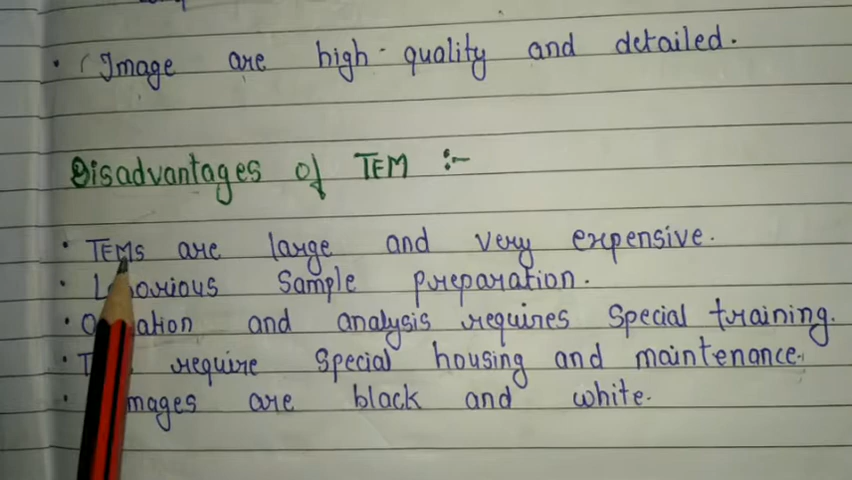 • Image are high-quality and detailed.
Disadvantages of TEM :-
• TEMs are large and very expensive.
• Sample preparation.
• and analysis requires special training.
• require special housing and maintenance.
• images are black and white.